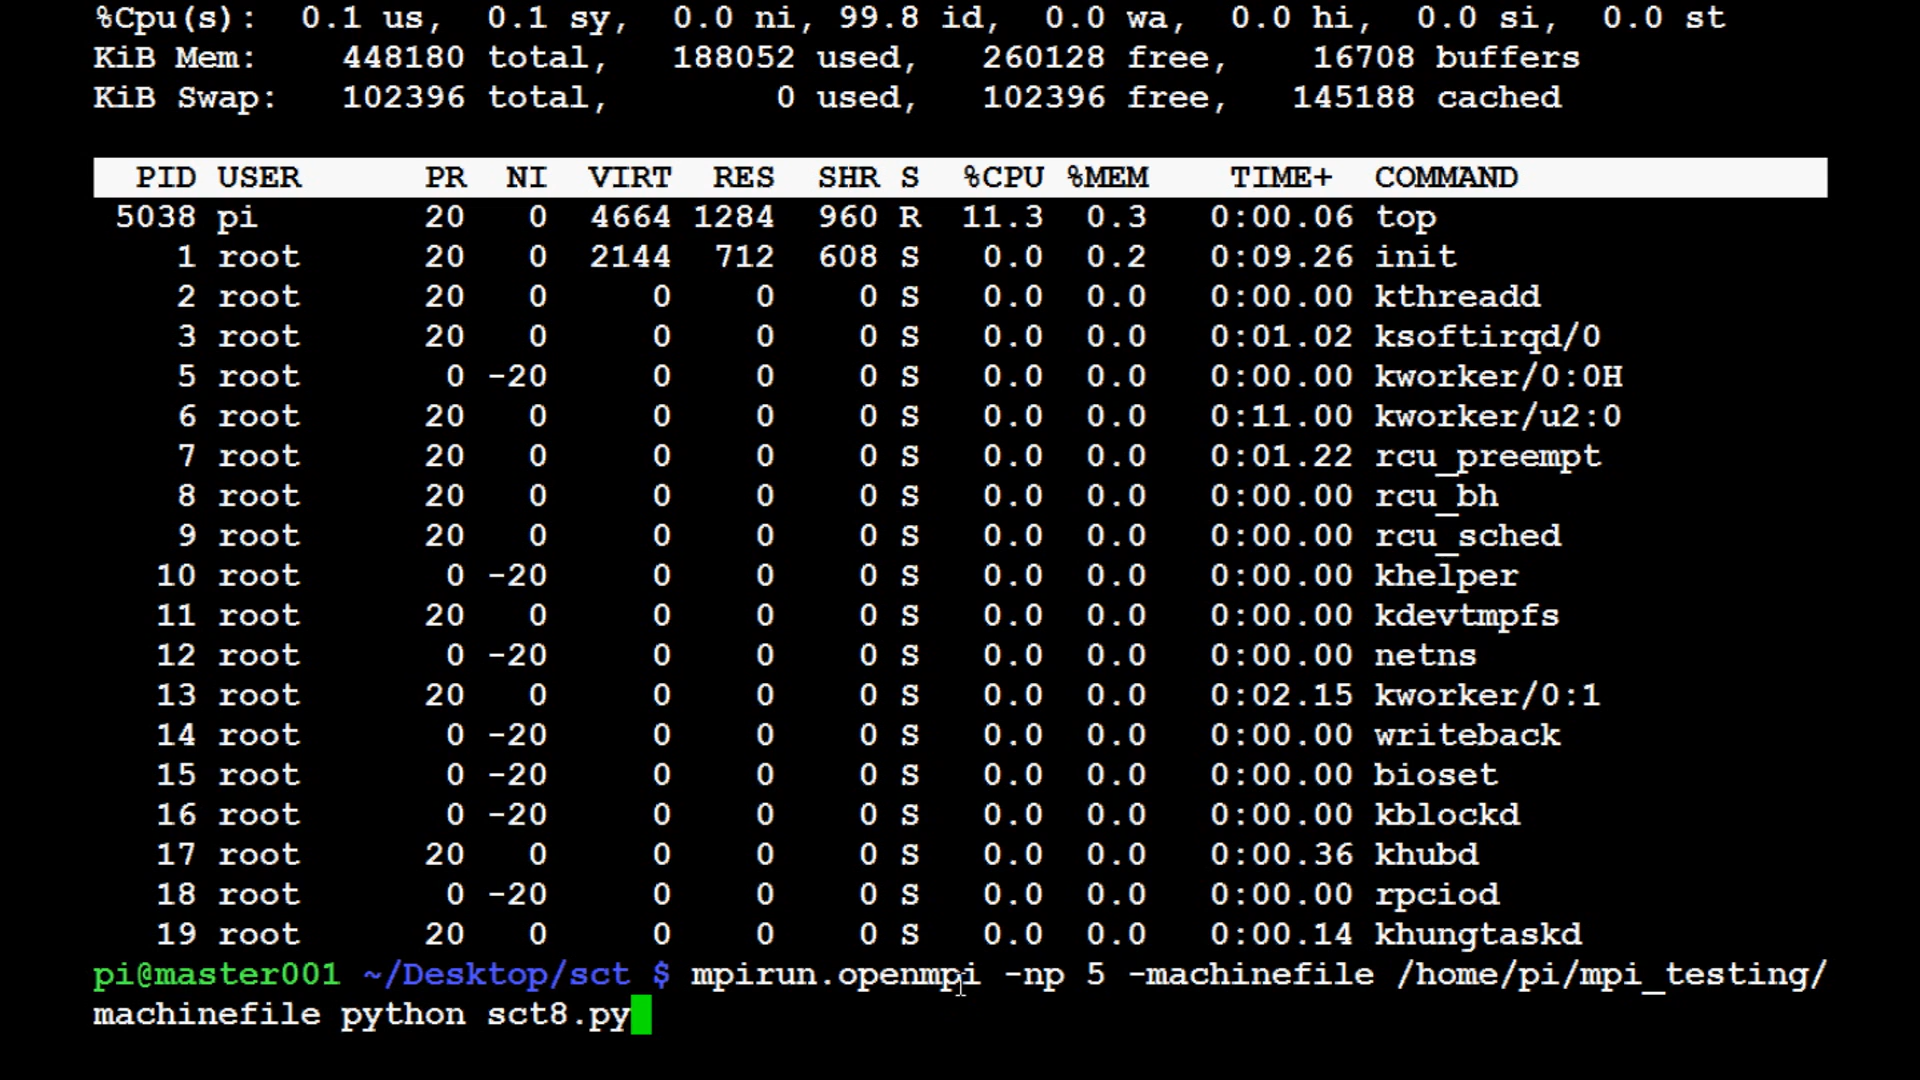 %Cpu(s):  0.1 us,  0.1 sy,  0.0 ni, 99.8 id,  0.0 wa,  0.0 hi,  0.0 si,  0.0 st
KiB Mem:    448180 total,   188052 used,   260128 free,    16708 buffers
KiB Swap:   102396 total,        0 used,   102396 free,   145188 cached
PID USER      PR  NI  VIRT  RES  SHR S  %CPU %MEM    TIME+  COMMAND
5038 pi        20   0  4664 1284  960 R  11.3  0.3   0:00.06 top
1 root      20   0  2144  712  608 S   0.0  0.2   0:09.26 init
2 root      20   0     0    0    0 S   0.0  0.0   0:00.00 kthreadd
3 root      20   0     0    0    0 S   0.0  0.0   0:01.02 ksoftirqd/0
5 root       0 -20     0    0    0 S   0.0  0.0   0:00.00 kworker/0:0H
6 root      20   0     0    0    0 S   0.0  0.0   0:11.00 kworker/u2:0
7 root      20   0     0    0    0 S   0.0  0.0   0:01.22 rcu_preempt
8 root      20   0     0    0    0 S   0.0  0.0   0:00.00 rcu_bh
9 root      20   0     0    0    0 S   0.0  0.0   0:00.00 rcu_sched
10 root       0 -20     0    0    0 S   0.0  0.0   0:00.00 khelper
11 root      20   0     0    0    0 S   0.0  0.0   0:00.00 kdevtmpfs
12 root       0 -20     0    0    0 S   0.0  0.0   0:00.00 netns
13 root      20   0     0    0    0 S   0.0  0.0   0:02.15 kworker/0:1
14 root       0 -20     0    0    0 S   0.0  0.0   0:00.00 writeback
15 root       0 -20     0    0    0 S   0.0  0.0   0:00.00 bioset
16 root       0 -20     0    0    0 S   0.0  0.0   0:00.00 kblockd
17 root      20   0     0    0    0 S   0.0  0.0   0:00.36 khubd
18 root       0 -20     0    0    0 S   0.0  0.0   0:00.00 rpciod
19 root      20   0     0    0    0 S   0.0  0.0   0:00.14 khungtaskd
pi@master001 ~/Desktop/sct $ mpirun.openmpi -np 5 -machinefile /home/pi/mpi_testing/
machinefile python sct8.py